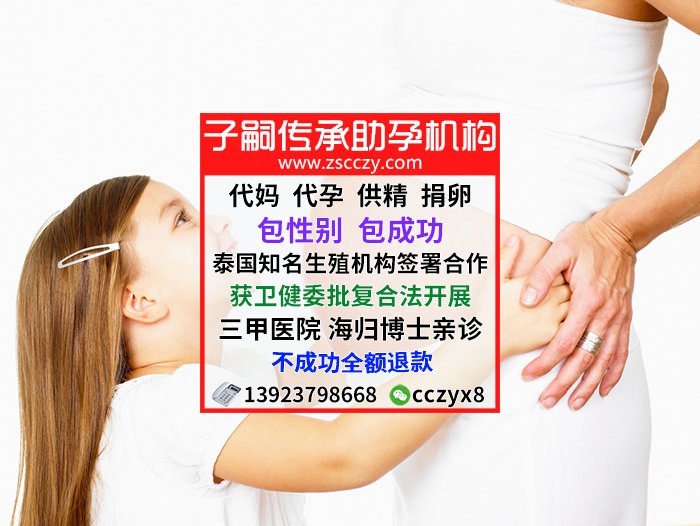 子嗣传承助孕机构
www.zscczy.com
代妈 代孕 供精 捐卵
包性别 包成功
泰国知名生殖机构签署合作
获卫健委批复合法开展
三甲医院 海归博士亲诊
不成功全额退款
13923798668 cczyx8